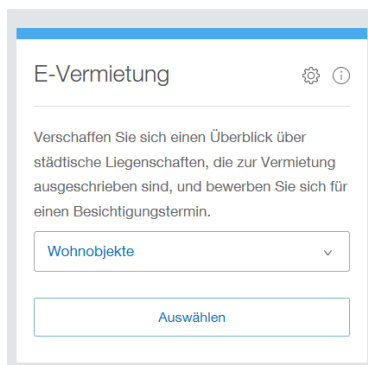 E-Vermietung
Verschaffen Sie sich einen Überblick über
städtische Liegenschaften, die zur Vermietung
ausgeschrieben sind, und bewerben Sie sich für
einen Besichtigungstermin.
Wohnobjekte
Auswählen